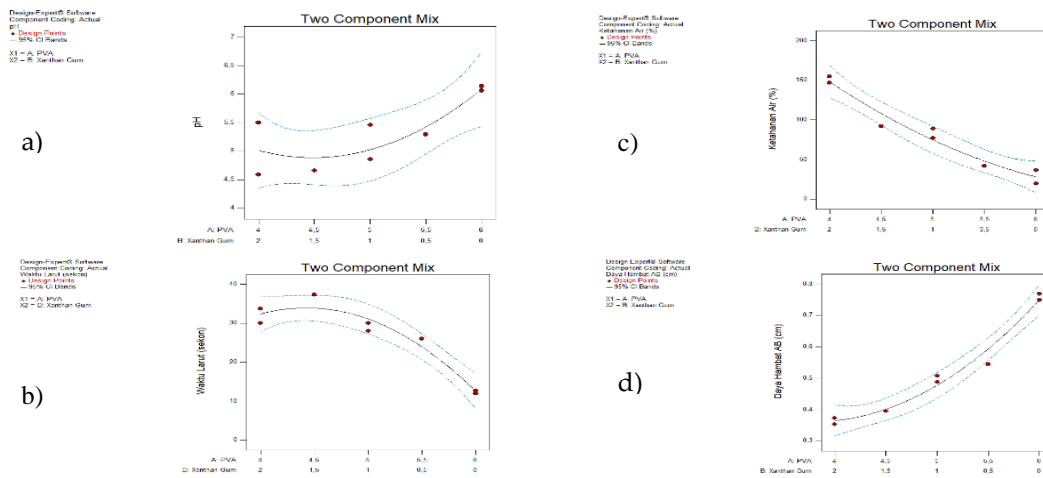 Design-Expert® Software
Component Coding: Actual
pH
Design Points
95% CI Bands
X1 = A: PVA
X2 = B: Xanthan Gum
Two Component Mix
7
6,5
6
5,5
5
4,5
4
pH
a)
4 4,5 5 5,5 6
2 1,5 1 0,5 0
A: PVA
B: Xanthan Gum
Design-Expert® Software
Component Coding: Actual
Ketahanan Air (%)
Design Points
95% CI Bands
X1 = A: PVA
X2 = B: Xanthan Gum
Two Component Mix
200
150
100
50
0
Ketahanan Air (%)
c)
4 4,5 5 5,5 6
2 1,5 1 0,5 0
A: PVA
B: Xanthan Gum
Design-Expert® Software
Component Coding: Actual
Waktu Larut (sekon)
Design Points
95% CI Bands
X1 = A: PVA
X2 = B: Xanthan Gum
Two Component Mix
40
30
20
10
0
Waktu Larut (sekon)
b)
4 4,5 5 5,5 6
2 1,5 1 0,5 0
A: PVA
B: Xanthan Gum
Design-Expert® Software
Component Coding: Actual
Daya Hambat AB (cm)
Design Points
95% CI Bands
X1 = A: PVA
X2 = B: Xanthan Gum
Two Component Mix
0,8
0,7
0,6
0,5
0,4
0,3
Daya Hambat AB (cm)
d)
4 4,5 5 5,5 6
2 1,5 1 0,5 0
A: PVA
B: Xanthan Gum